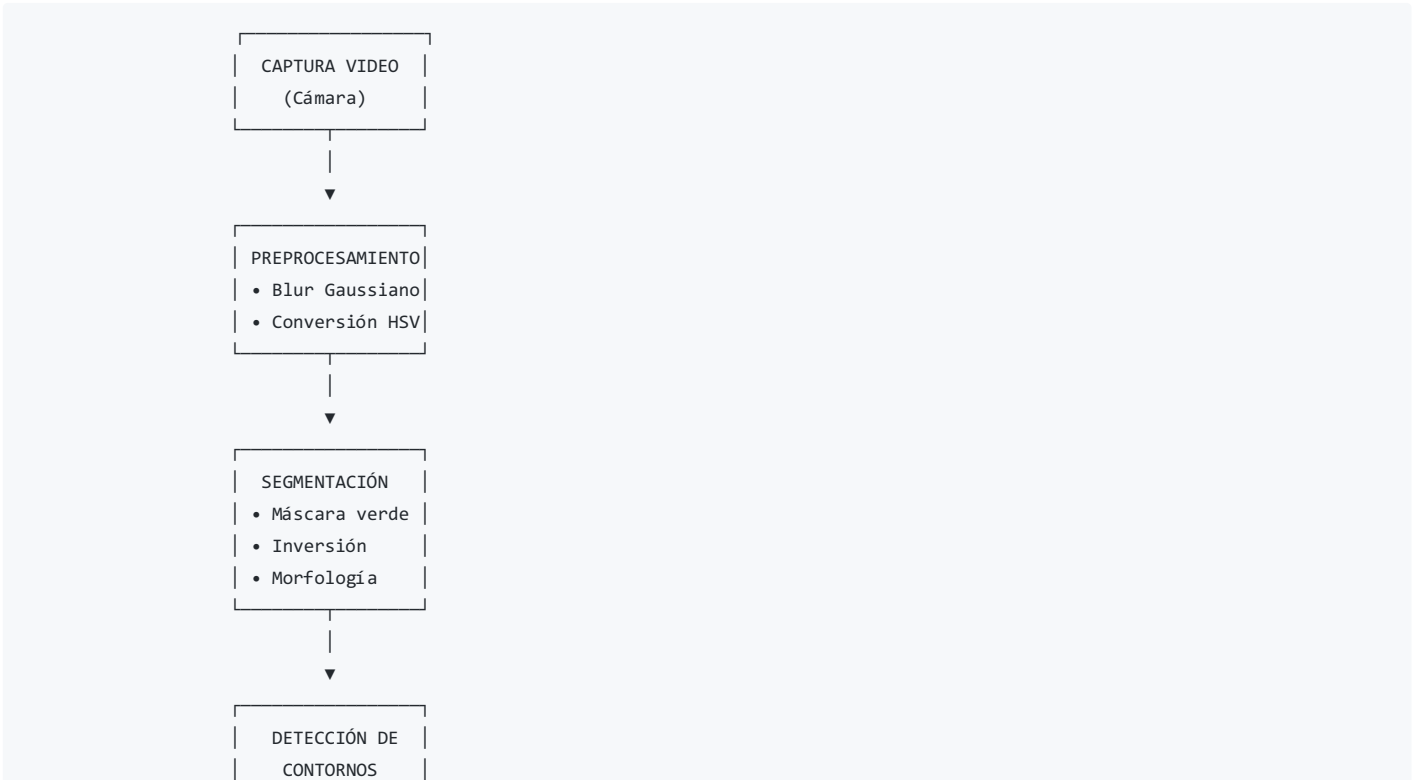 CAPTURA VIDEO
(Cámara)
PREPROCESAMIENTO
• Blur Gaussiano
• Conversión HSV
SEGMENTACIÓN
• Máscara verde
• Inversión
• Morfología
DETECCIÓN DE
CONTORNOS